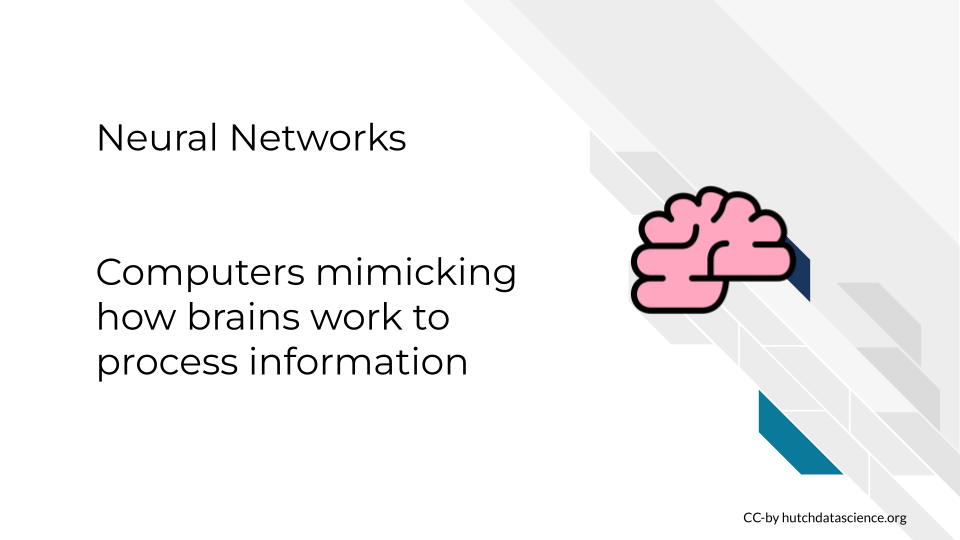 Neural Networks
Computers mimicking
how brains work to
process information
CC-by hutchdatascience.org